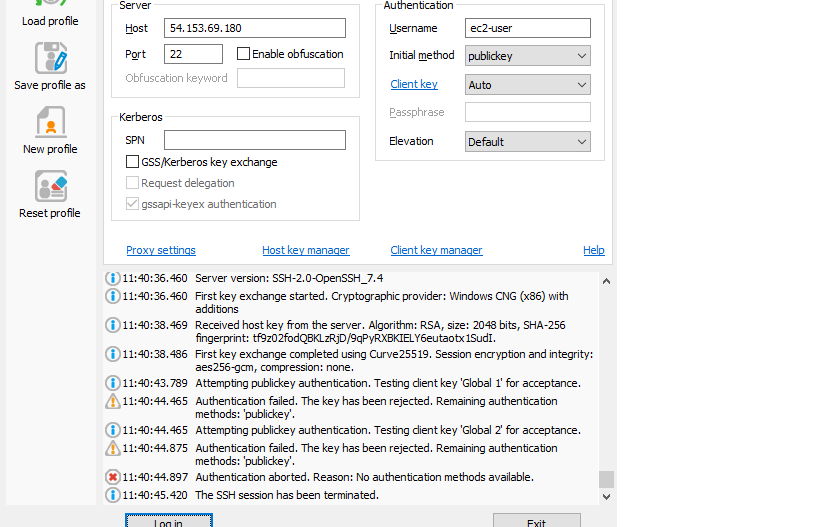 Load profile
Save profile as
New profile
Reset profile
Server
Host 54.153.69.180
Port 22 Enable obfuscation
Obfuscation keyword
Kerberos
SPN
GSS/Kerberos key exchange
Request delegation
gssapi-keyex authentication
Authentication
Username ec2-user
Initial method publickey
Client key Auto
Passphrase
Elevation Default
Proxy settings Host key manager Client key manager Help
11:40:36.460 Server version: SSH-2.0-OpenSSH_7.4
11:40:36.460 First key exchange started. Cryptographic provider: Windows CNG (x86) with
additions
11:40:38.469 Received host key from the server. Algorithm: RSA, size: 2048 bits, SHA-256
fingerprint: tf9z02fodQBKLzRjD/9qPyRXBKIELY6eutaotx1SudI.
11:40:38.486 First key exchange completed using Curve25519. Session encryption and integrity:
aes256-gcm, compression: none.
11:40:43.789 Attempting publickey authentication. Testing client key 'Global 1' for acceptance.
11:40:44.465 Authentication failed. The key has been rejected. Remaining authentication
methods: 'publickey'.
11:40:44.465 Attempting publickey authentication. Testing client key 'Global 2' for acceptance.
11:40:44.875 Authentication failed. The key has been rejected. Remaining authentication
methods: 'publickey'.
11:40:44.897 Authentication aborted. Reason: No authentication methods available.
11:40:45.420 The SSH session has been terminated.
Log in Exit